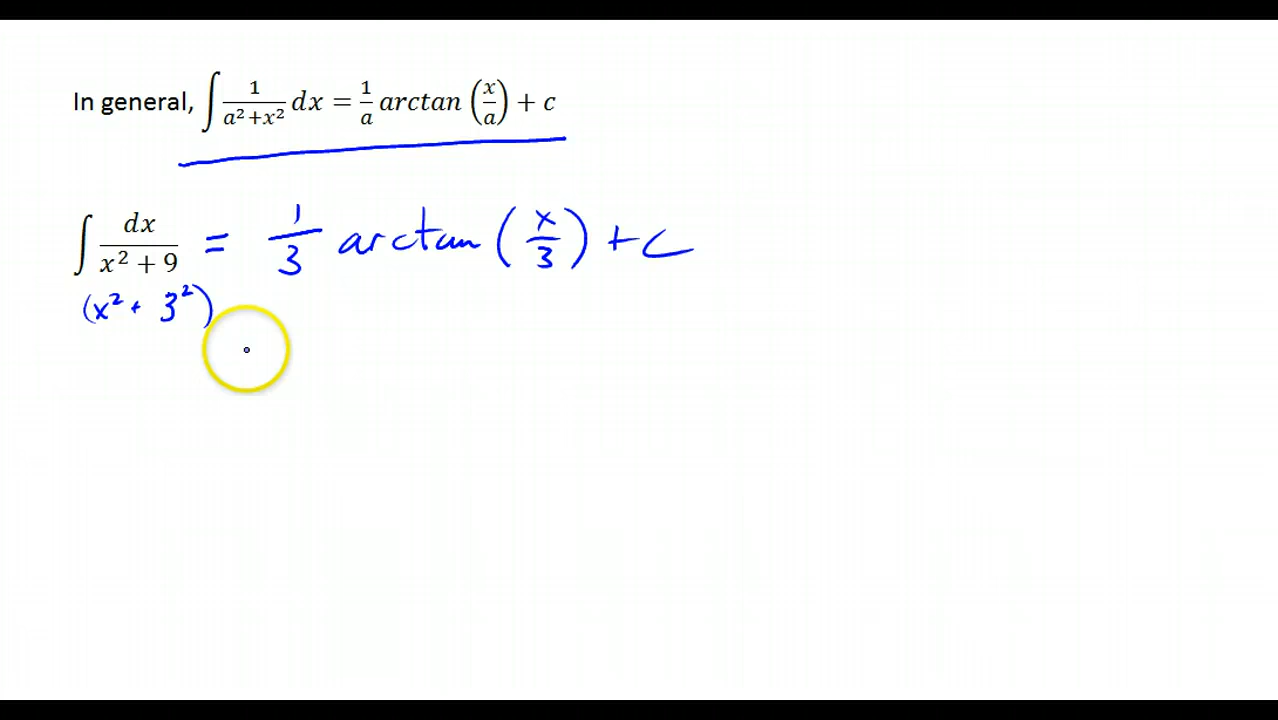 In general, ∫ 1/(a² + x²) dx = 1/a arctan (x/a) + c
∫ dx/(x² + 9) = 1/3 arctan (x/3) + c
(x² + 3²)